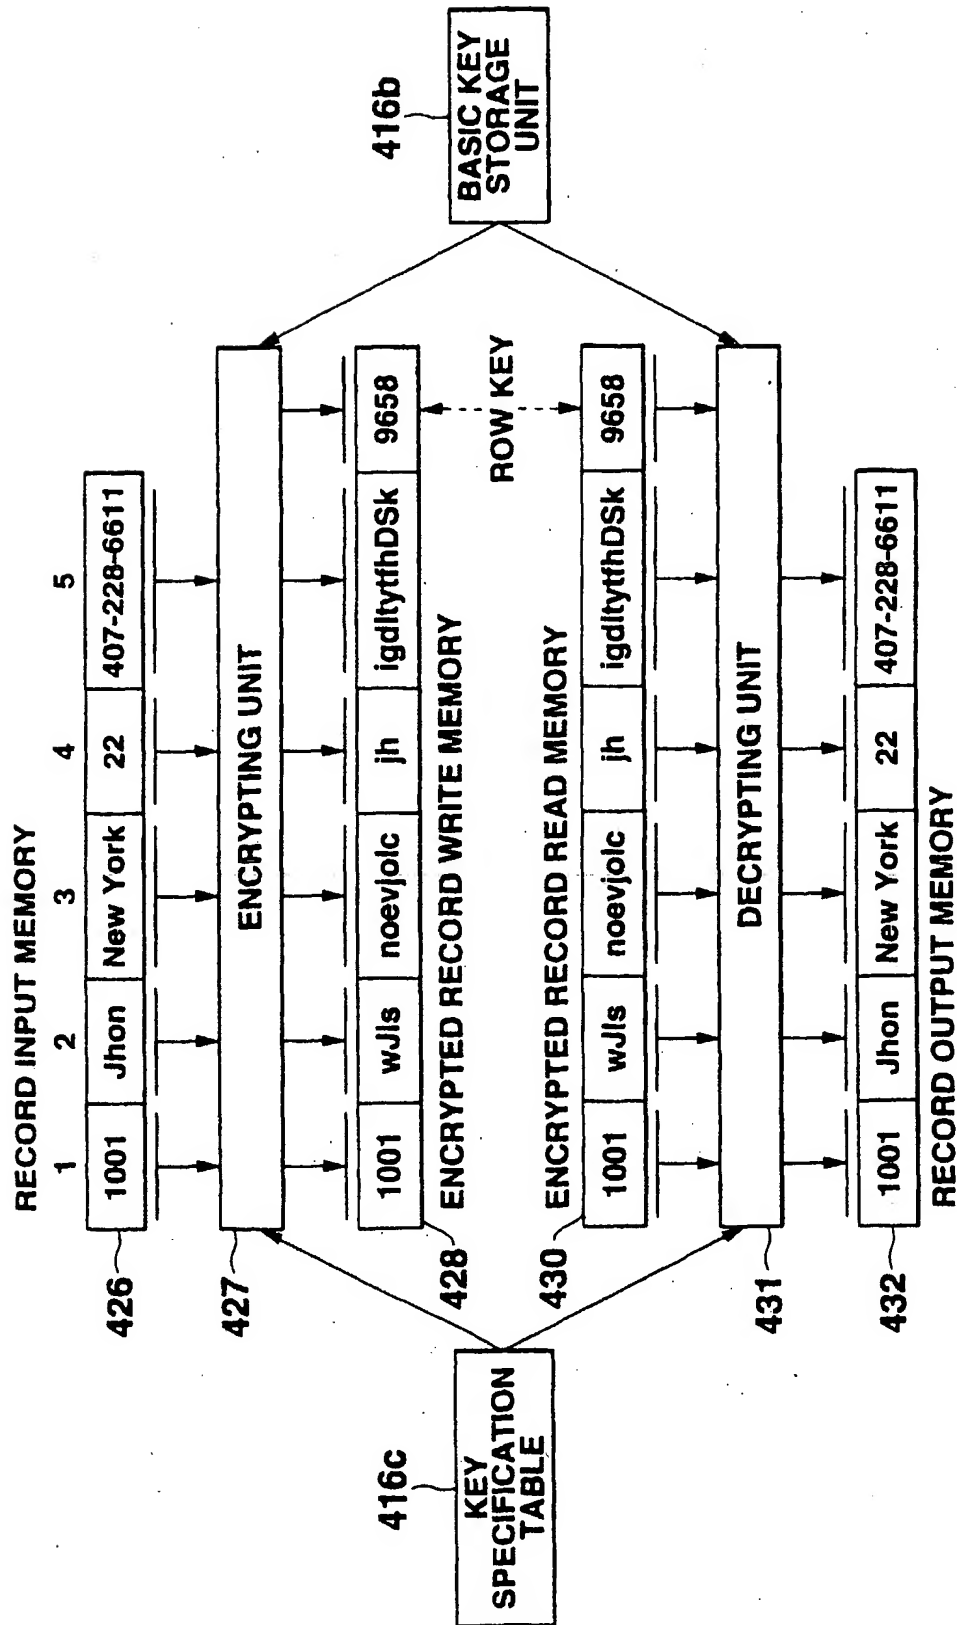 RECORD INPUT MEMORY
1 2 3 4 5
426 1001 Jhon New York 22 407-228-6611
427 ENCRYPTING UNIT
1001 wJls noevjolc jh igdltytfhDSk 9658
428 ENCRYPTED RECORD WRITE MEMORY
416c
KEY
SPECIFICATION
TABLE
ROW KEY
416b
BASIC KEY
STORAGE
UNIT
430 ENCRYPTED RECORD READ MEMORY
1001 wJls noevjolc jh igdltytfhDSk 9658
431 DECRYPTING UNIT
432 1001 Jhon New York 22 407-228-6611
RECORD OUTPUT MEMORY